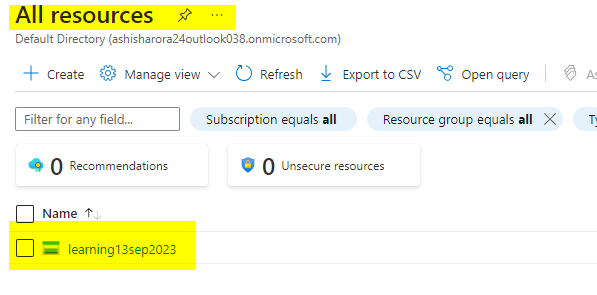 All resources ...
Default Directory (ashisharora24outlook038.onmicrosoft.com)
+ Create Manage view Refresh Export to CSV Open query As
Filter for any field... Subscription equals all Resource group equals all Ty
0 Recommendations 0 Unsecure resources
Name ↑↓
learning13sep2023